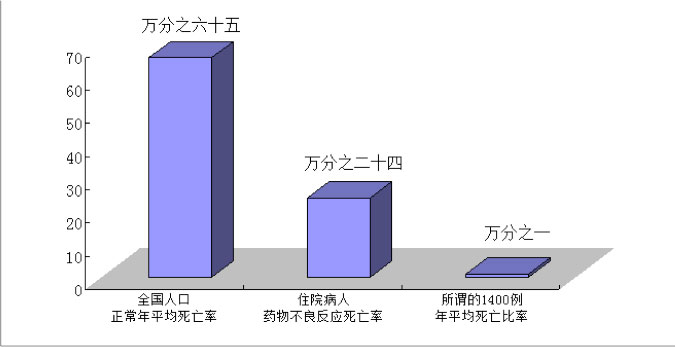 万分之六十五
70
60
50
40
30
20
10
0
万分之二十四
万分之一
全国人口
正常年平均死亡率
住院病人
药物不良反应死亡率
所谓的1400例
年平均死亡比率